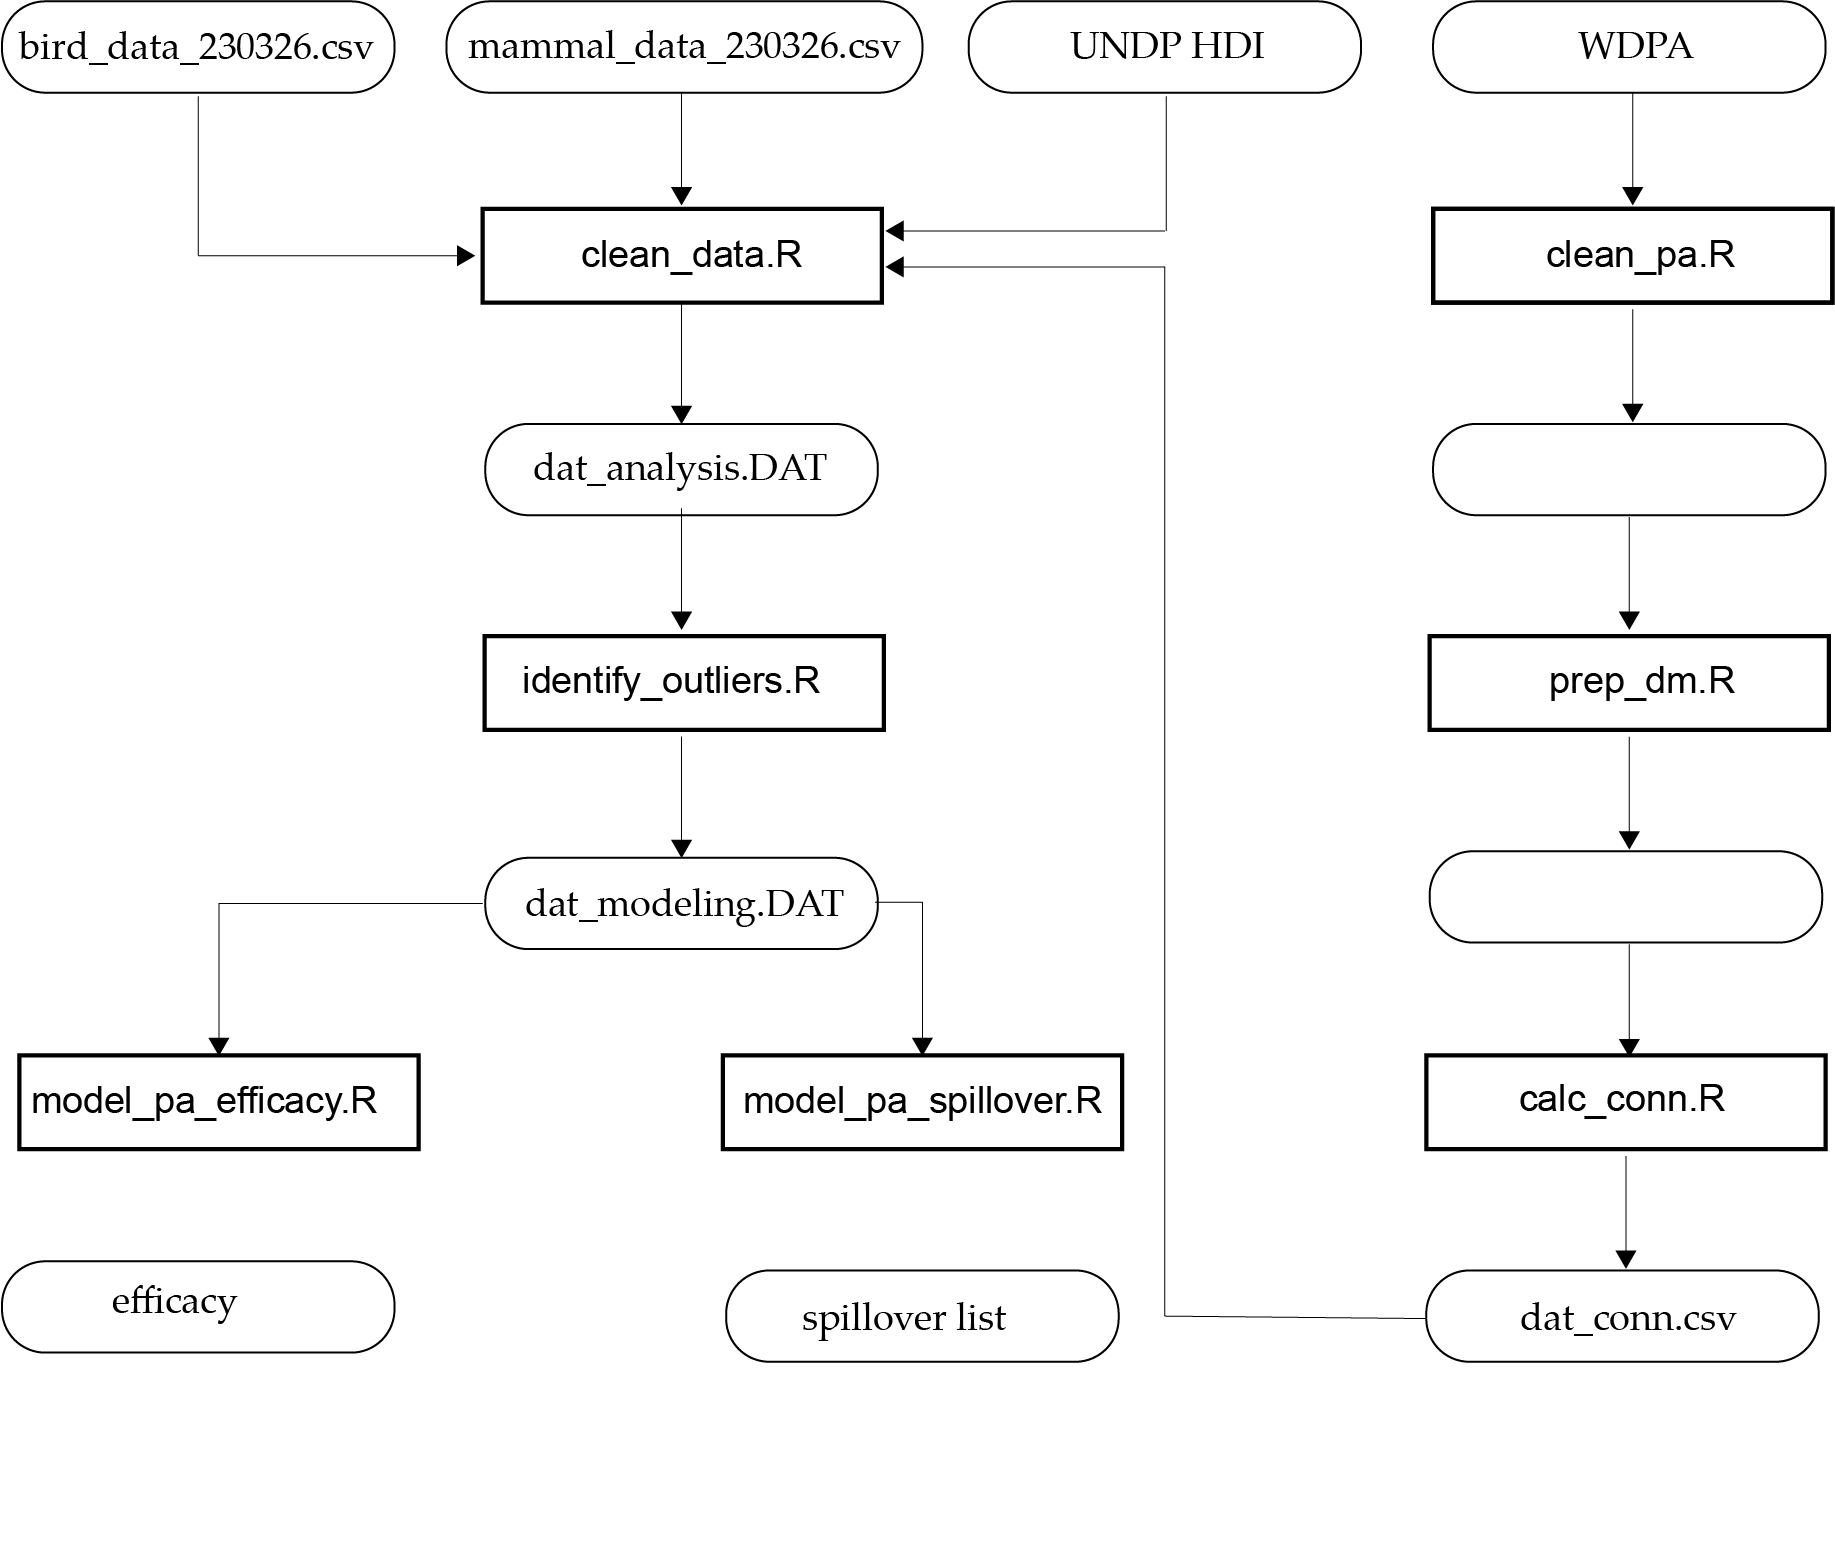 bird_data_230326.csv
mammal_data_230326.csv
UNDP HDI
WDPA
clean_data.R
clean_pa.R
dat_analysis.DAT
identify_outliers.R
prep_dm.R
dat_modeling.DAT
model_pa_efficacy.R
model_pa_spillover.R
calc_conn.R
efficacy
spillover list
dat_conn.csv